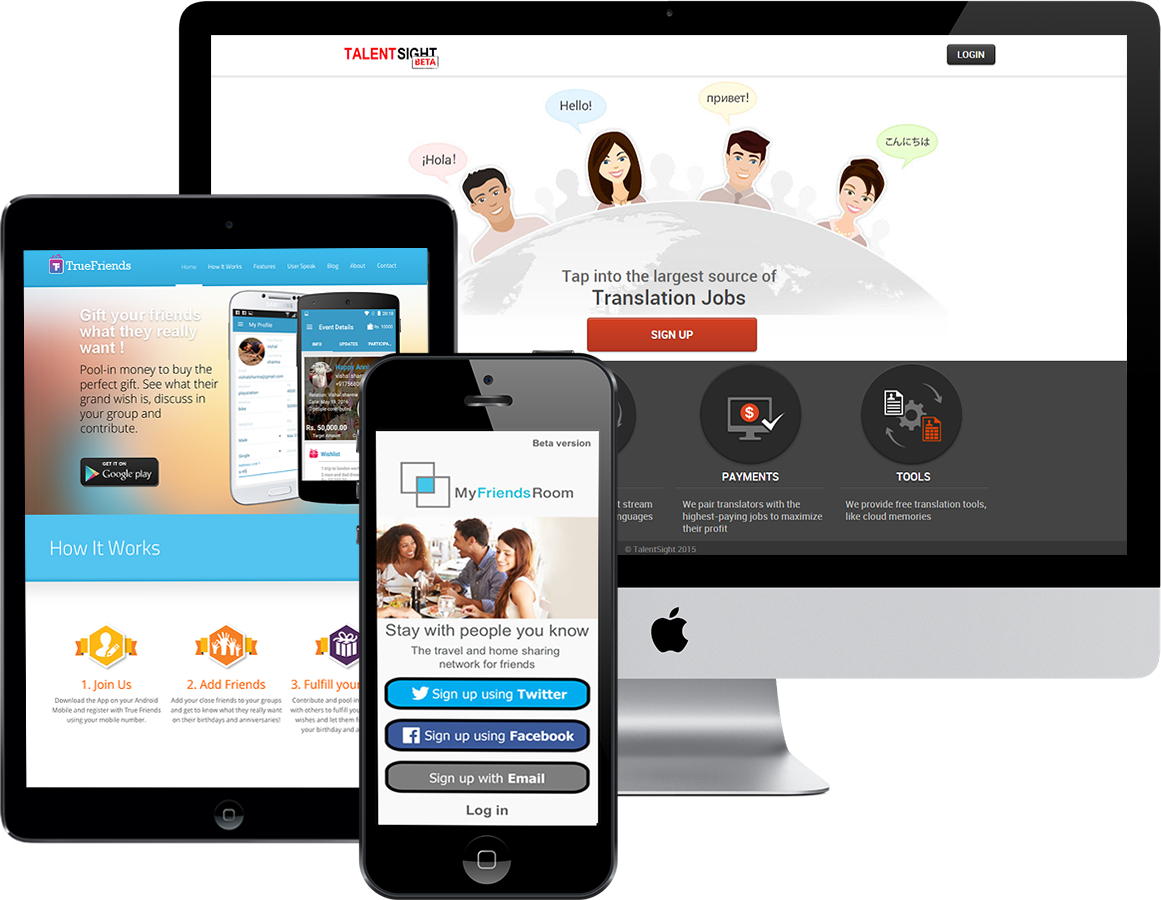 TALENTSIGHT
BETA
LOGIN
¡Hola!
Hello!
привет!
こんにちは
Tap into the largest source of
Translation Jobs
SIGN UP
PAYMENTS
We pair translators with the
highest-paying jobs to maximize
their profit
TOOLS
We provide free translation tools,
like cloud memories
t stream
nguages
© TalentSight 2015
TrueFriends
Home How It Works Features User Speak Blog About Contact
Gift your friends
what they really
want !
Pool-in money to buy the
perfect gift. See what their
grand wish is, discuss in
your group and
contribute.
GET IT ON
Google play
My Profile
Event Details
Rs. 10000
INFO UPDATES PARTICIPA...
Happy Ann
vishal sharm
Rs. 50,000.00
Target Amount
Wishlist
How It Works
1. Join Us
Download the App on your Android
Mobile and register with True Friends
using your mobile number.
2. Add Friends
Add your close friends to your groups
and get to know what they really want
on their birthdays and anniversaries!
3. Fulfill your
Contribute and pool-in
with others to fulfill your
wishes and let them f
your birthday and a
Beta version
MyFriendsRoom
Stay with people you know
The travel and home sharing
network for friends
Sign up using Twitter
Sign up using Facebook
Sign up with Email
Log in